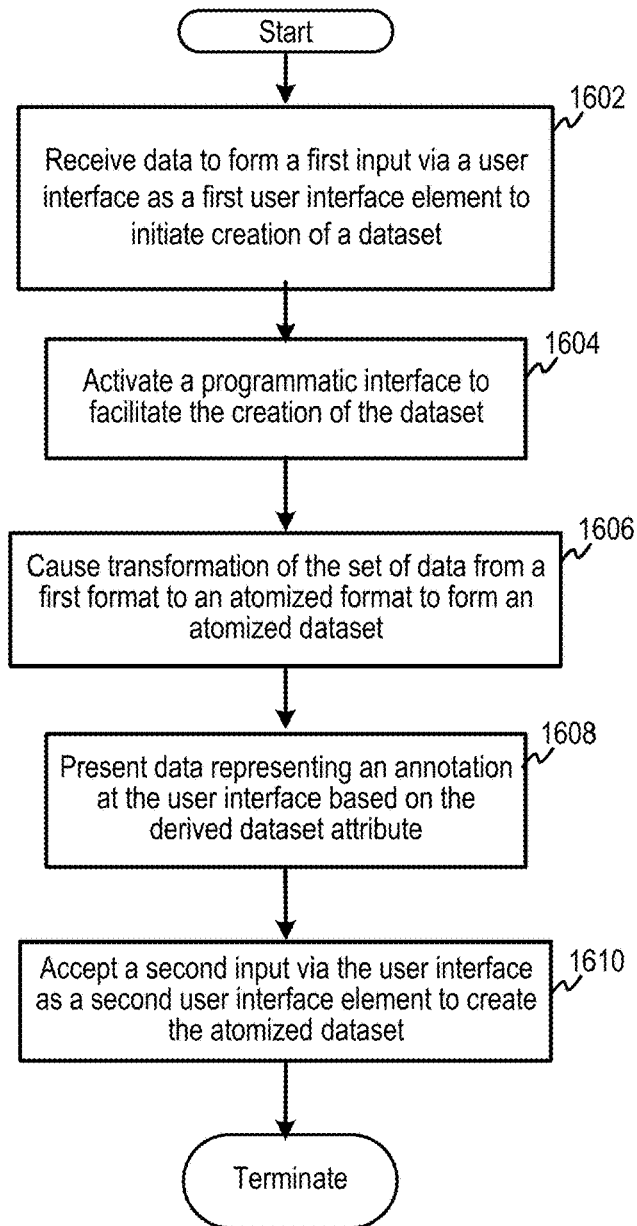 Start
1602
Receive data to form a first input via a user
interface as a first user interface element to
initiate creation of a dataset
1604
Activate a programmatic interface to
facilitate the creation of the dataset
1606
Cause transformation of the set of data from a
first format to an atomized format to form an
atomized dataset
1608
Present data representing an annotation
at the user interface based on the
derived dataset attribute
1610
Accept a second input via the user interface
as a second user interface element to create
the atomized dataset
Terminate